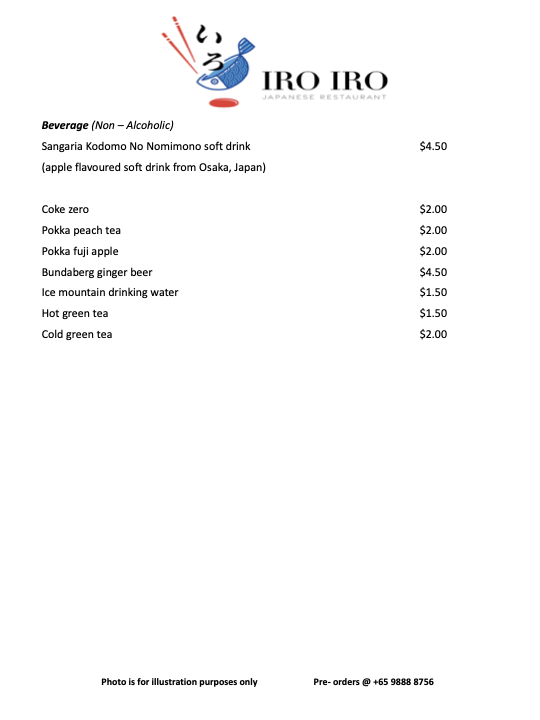 いろ
IRO IRO
JAPANESE RESTAURANT
Beverage (Non – Alcoholic)
Sangaria Kodomo No Nomimono soft drink $4.50
(apple flavoured soft drink from Osaka, Japan)
Coke zero $2.00
Pokka peach tea $2.00
Pokka fuji apple $2.00
Bundaberg ginger beer $4.50
Ice mountain drinking water $1.50
Hot green tea $1.50
Cold green tea $2.00
Photo is for illustration purposes only Pre- orders @ +65 9888 8756